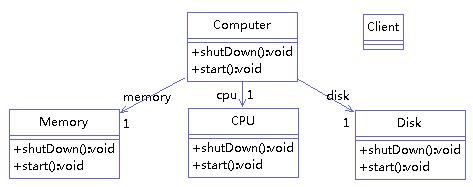 Computer
+shutDown():void
+start():void
Client
memory
cpu
disk
1
1
1
Memory
+shutDown():void
+start():void
CPU
+shutDown():void
+start():void
Disk
+shutDown():void
+start():void